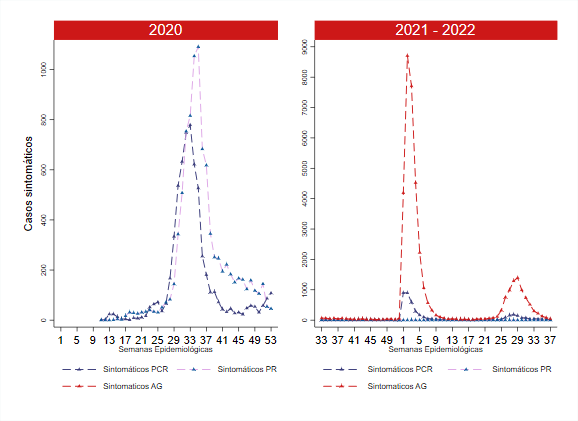 2020
2021 - 2022
Casos sintomáticos
0 200 400 600 800 1000
0 1000 2000 3000 4000 5000 6000 7000 8000 9000
1 5 9 13 17 21 25 29 33 37 41 45 49 53
33 37 41 45 49 1 5 9 13 17 21 25 29 33 37
Semanas Epidemiológicas
Semanas Epidemiológicas
Sintomáticos PCR Sintomáticos PR
Sintomáticos AG
Sintomáticos PCR Sintomáticos PR
Sintomáticos AG